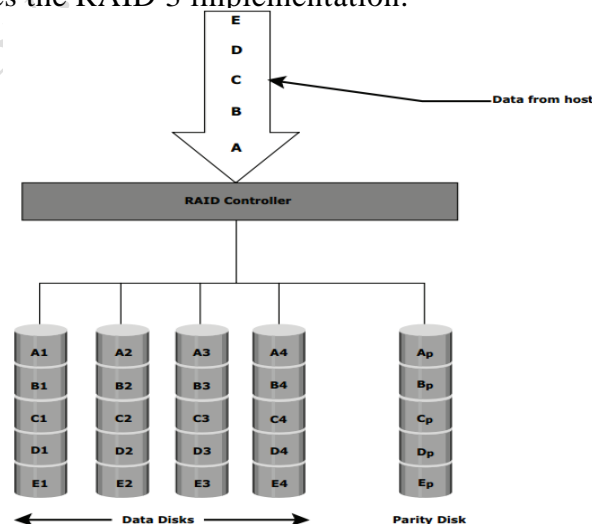 es the RAID 3 implementation.
E
D
C
B
A
Data from host
RAID Controller
A1 A2 A3 A4 Ap
B1 B2 B3 B4 Bp
C1 C2 C3 C4 Cp
D1 D2 D3 D4 Dp
E1 E2 E3 E4 Ep
Data Disks Parity Disk